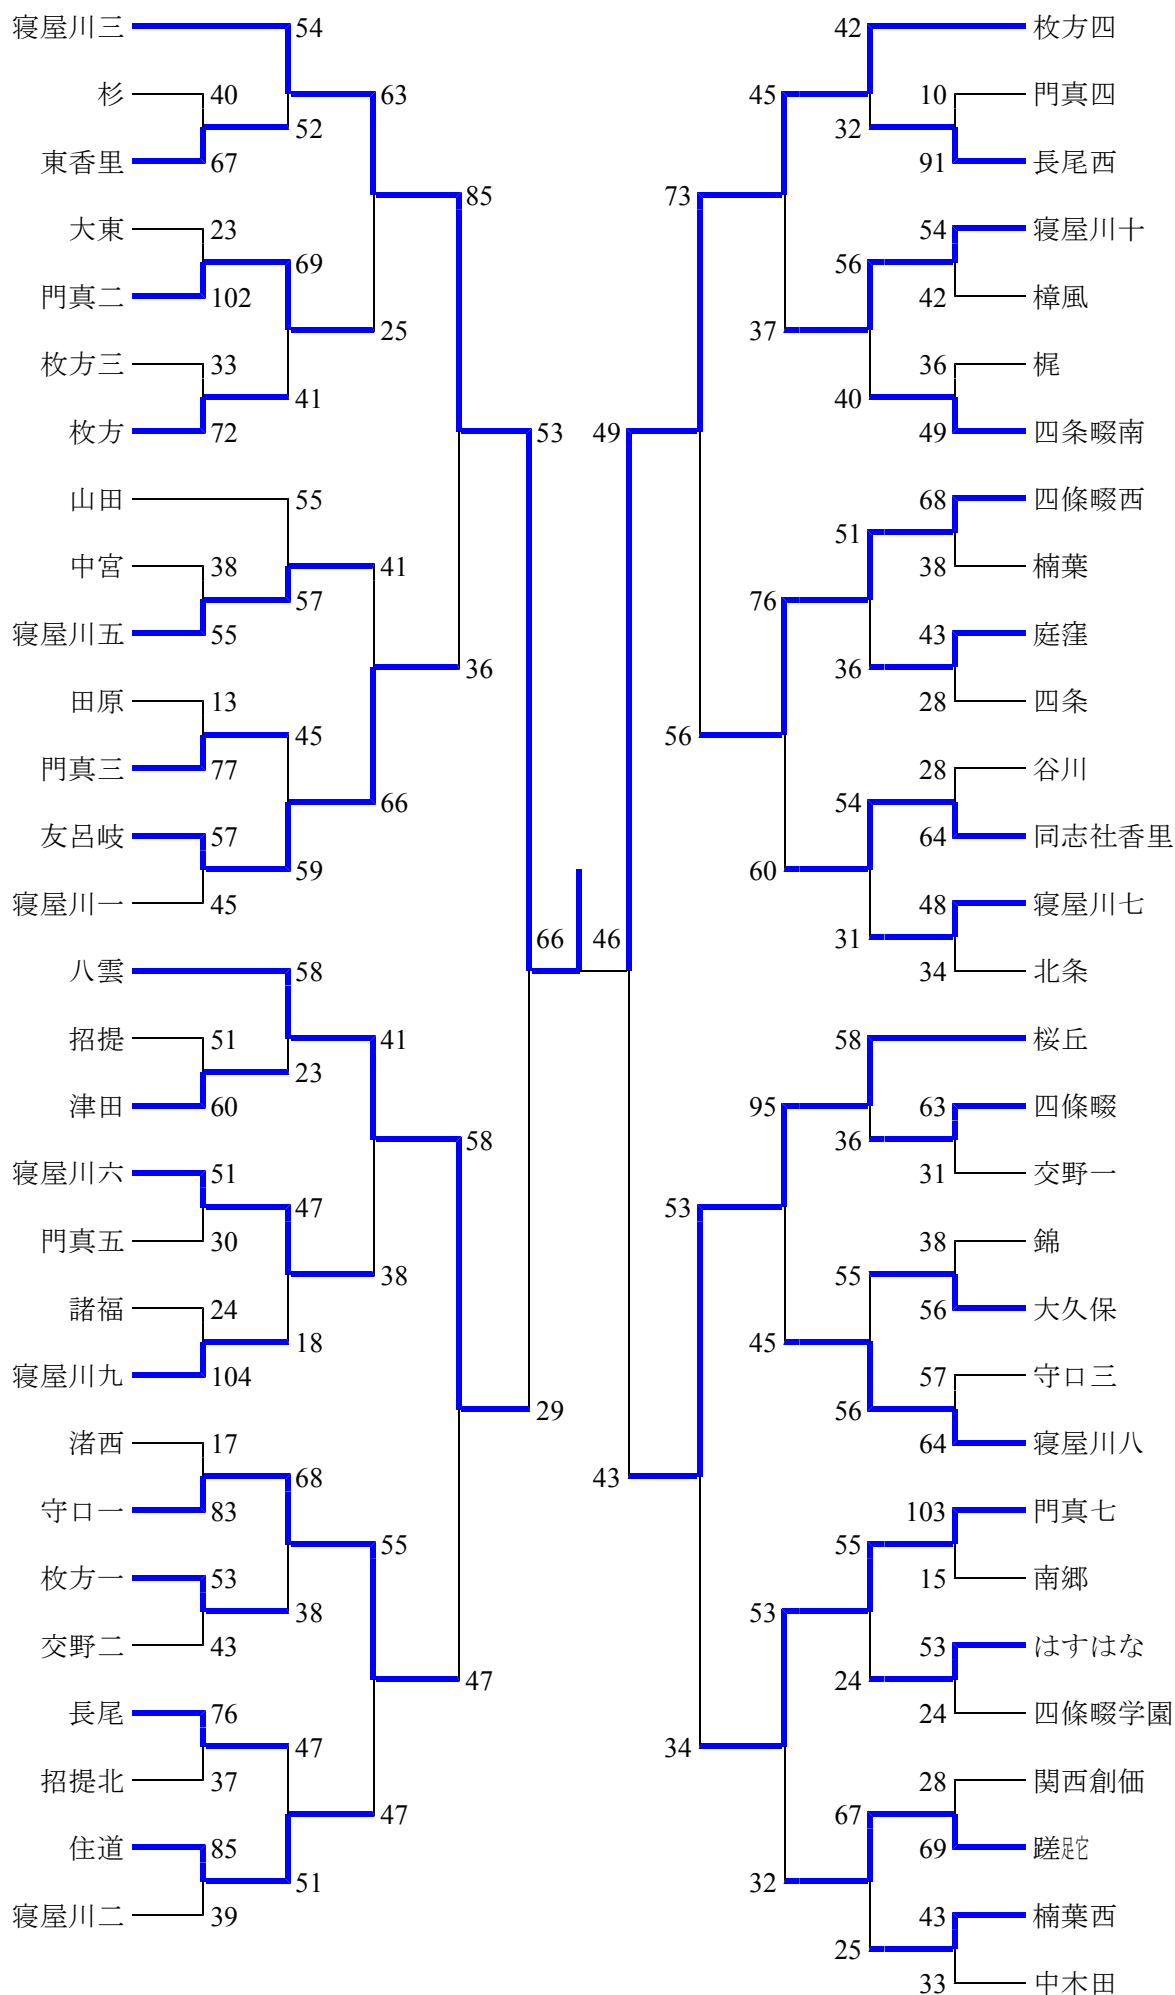 寝屋川三 54 42 枚方四
杉 40 63 45 10 門真四
52 32
東香里 67 91 長尾西
85 73
大東 23 54 寝屋川十
69 56
門真二 102 42 樟風
25 37
枚方三 33 36 梶
41 40
枚方 72 53 49 49 四条畷南
山田 55 68 四條畷西
51
中宮 38 41 38 楠葉
57 76
寝屋川五 55 43 庭窪
36 36
田原 13 28 四条
45 56
門真三 77 28 谷川
66 54
友呂岐 57 64 同志社香里
59 60
寝屋川一 45 48 寝屋川七
66 46 31
八雲 58 34 北条
招提 51 41 58 桜丘
23
津田 60 95 63 四條畷
58 36
寝屋川六 51 31 交野一
47 53
門真五 30 38 錦
38 55
諸福 24 56 大久保
18 45
寝屋川九 104 57 守口三
29 56
渚西 17 64 寝屋川八
68 43
守口一 83 103 門真七
55 55
枚方一 53 15 南郷
38 53
交野二 43 53 はすはな
47 24
長尾 76 24 四條畷学園
47 34
招提北 37 28 関西創価
47 67
住道 85 69 蹉跎
51 32
寝屋川二 39 43 楠葉西
25
33 中木田